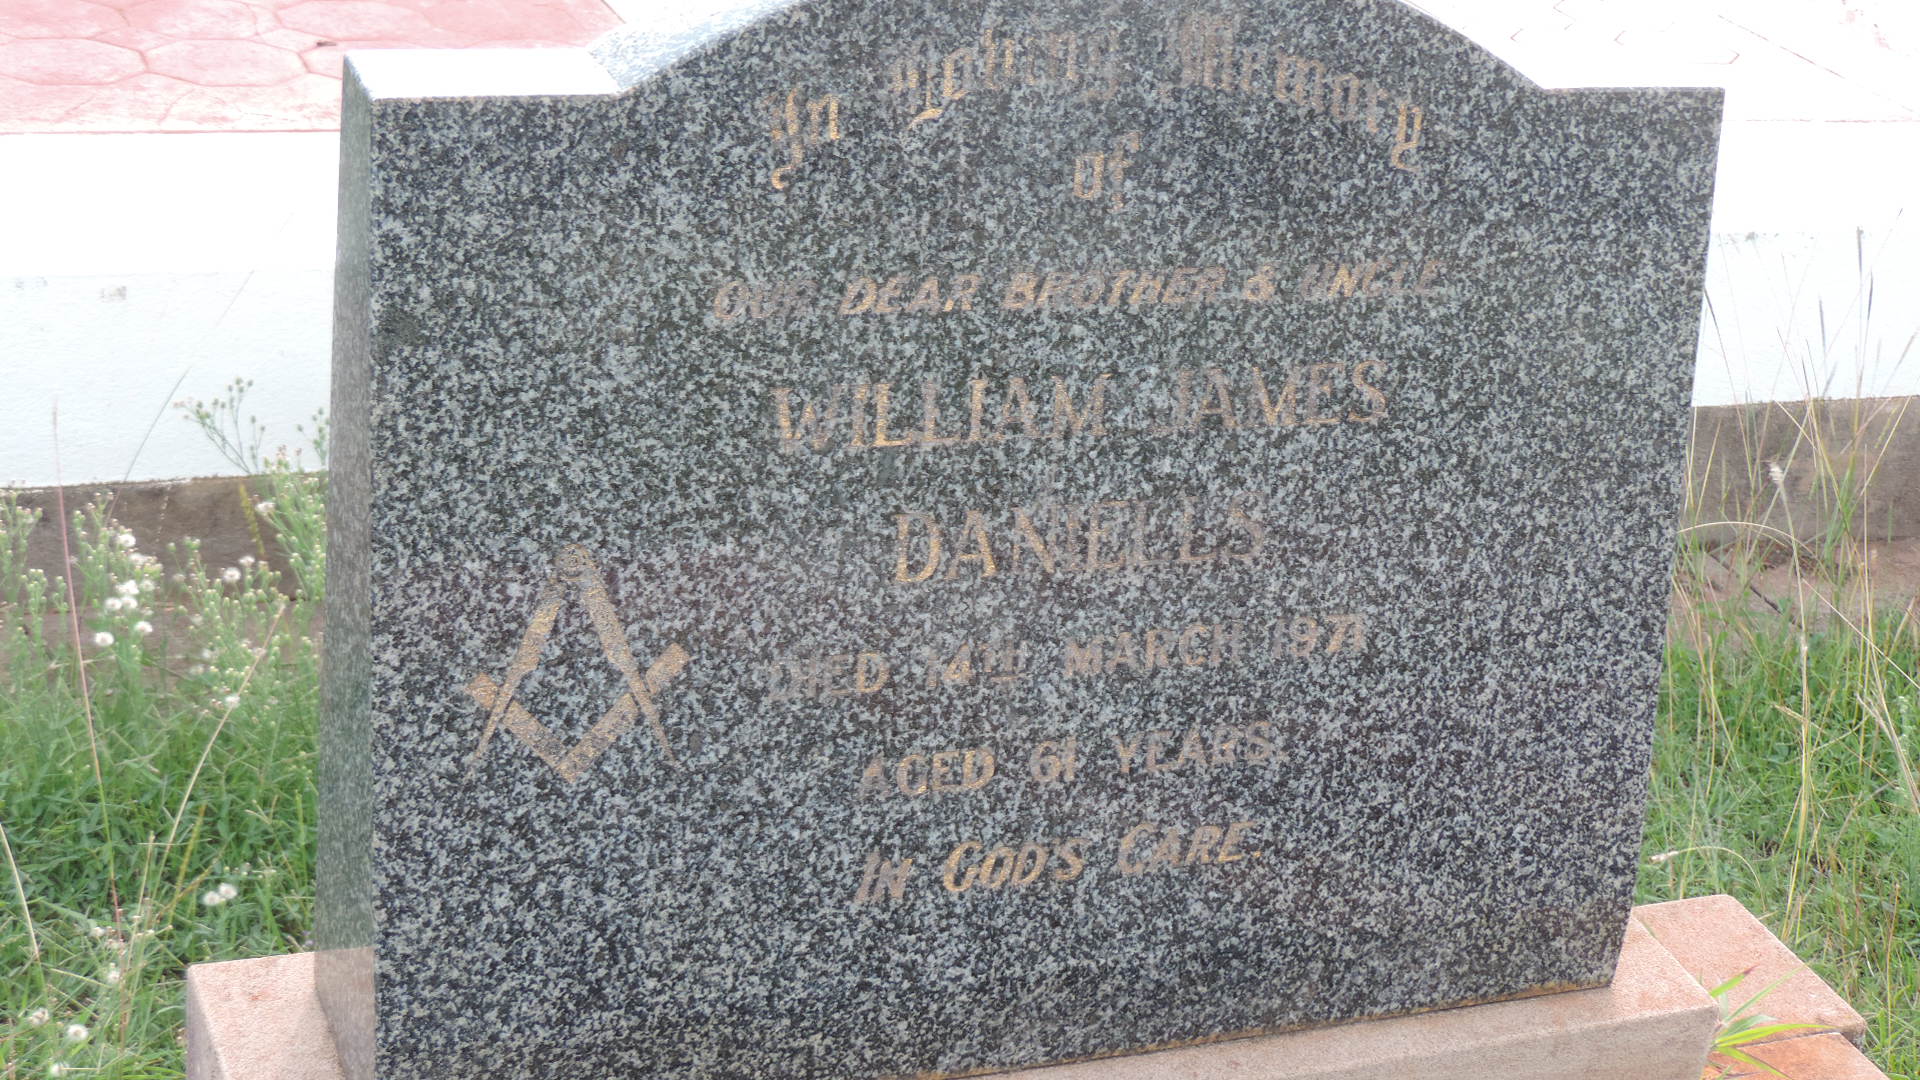 In Loving Memory
of
OUR DEAR BROTHER & UNCLE
WILLIAM JAMES
DANIELLS
DIED 14TH MARCH 1971
AGED 61 YEARS.
IN GOD'S CARE.